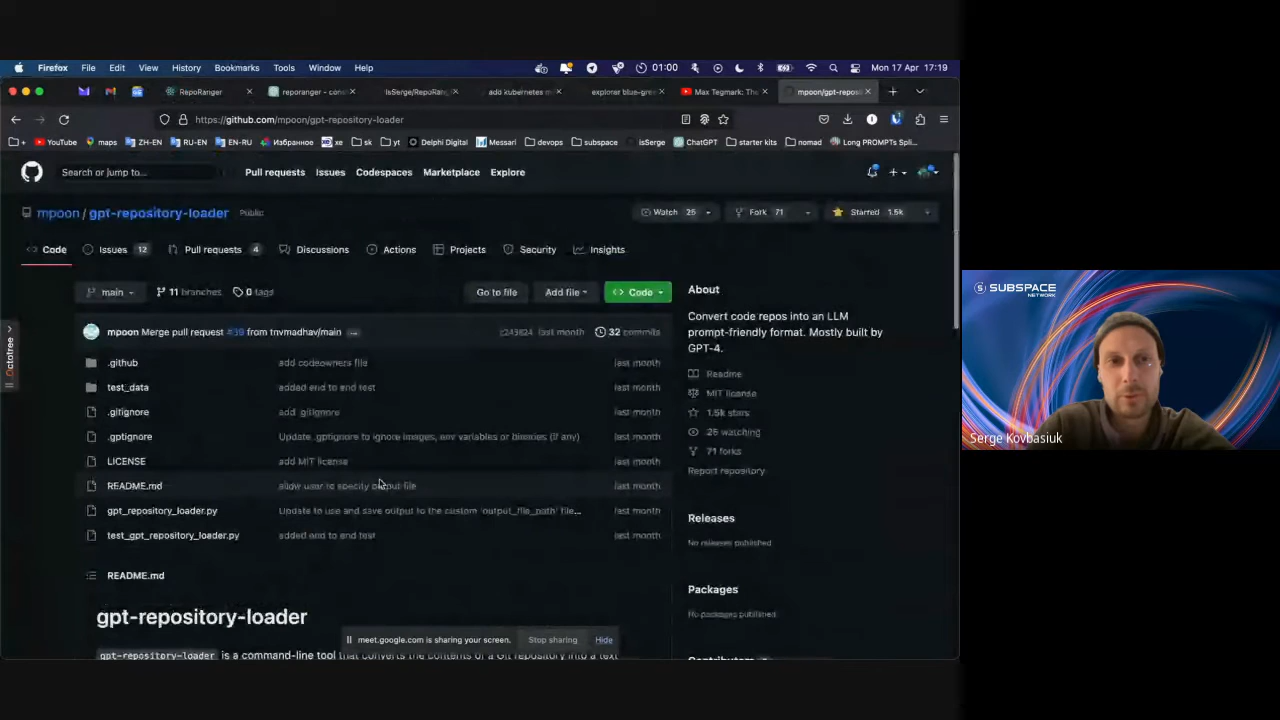 Firefox File Edit View History Bookmarks Tools Window Help 01:00 Mon 17 Apr 17:19
RepoRanger reporanger - cons add kubernetes m explorer blue-gre Max Tegmark: The mpoon/gpt-reposi
https://github.com/mpoon/gpt-repository-loader
YouTube maps ZH-EN RU-EN EN-RU Избранное xe sk yt Delphi Digital Messari devops subspace isSerge ChatGPT starter kits nomad Long PROMPTs Spli...
Search or jump to... Pull requests Issues Codespaces Marketplace Explore
mpoon / gpt-repository-loader Public Watch 25 Fork 71 Starred 1.5k
Code Issues 12 Pull requests 4 Discussions Actions Projects Security Insights
main 11 branches 0 tags Go to file Add file Code
mpoon Merge pull request #39 from tnvmadhav/main ... c243824 last month 32 commits
.github add codeowners file last month
test_data added end to end test last month
.gitignore add .gitignore last month
.gptignore Update .gptignore to ignore images, env variables or binaries (if any) last month
LICENSE add MIT license last month
README.md allow user to specify output file last month
gpt_repository_loader.py Update to use and save output to the custom 'output_file_path' file... last month
test_gpt_repository_loader.py added end to end test last month
README.md
gpt-repository-loader
gpt-repository-loader is a command-line tool that converts the contents of a Git repository into a text
About
Convert code repos into an LLM
prompt-friendly format. Mostly built by
GPT-4.
Readme
MIT license
1.5k stars
25 watching
71 forks
Report repository
Releases
No releases published
Packages
No packages published
Contributors
Octotree
meet.google.com is sharing your screen. Stop sharing Hide
SUBSPACE
NETWORK
Serge Kovbasiuk